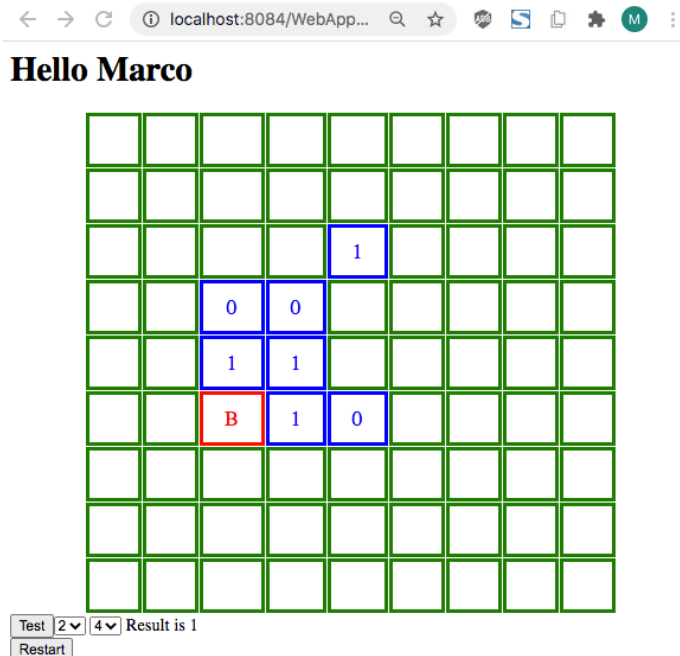 localhost:8084/WebApp...
ABP
S
M
Hello Marco
1
0 0
1 1
B 1 0
Test 2 4 Result is 1
Restart